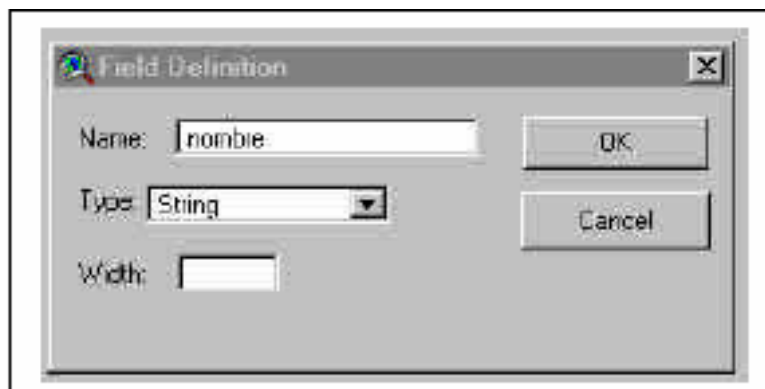 Field Definition
Name: nombre
OK
Type: String
Cancel
Width: